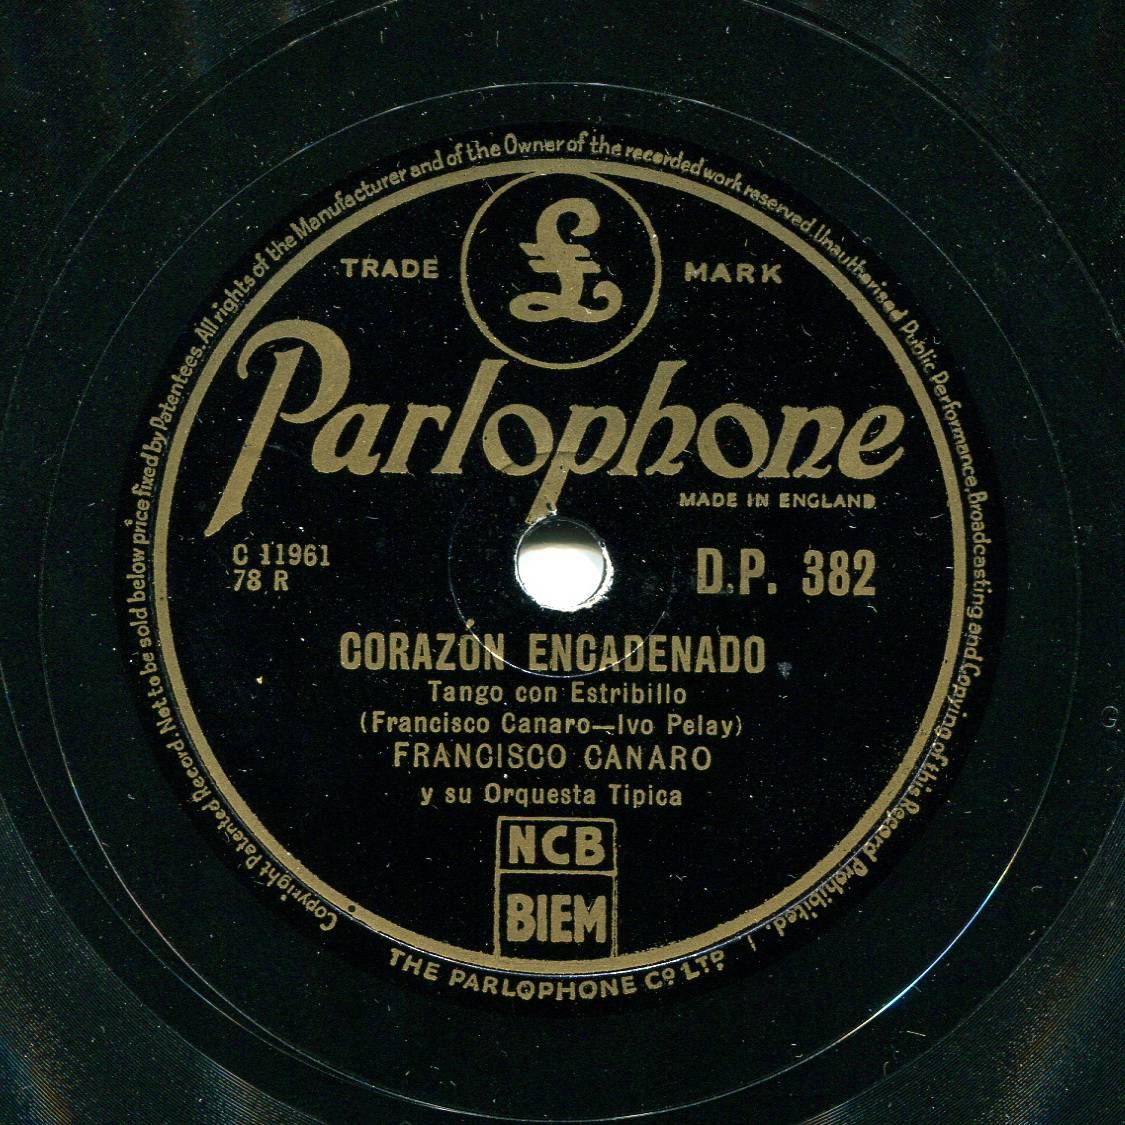 Copyright Patented Record. Not to be sold below price fixed by Patentees. All rights of the Manufacturer and of the Owner of the recorded work reserved. Unauthorised Public Performance, Broadcasting and Copying of this Record Prohibited.
£
TRADE MARK
Parlophone
MADE IN ENGLAND
C 11961
78 R
D.P. 382
CORAZÓN ENCADENADO
Tango con Estribillo
(Francisco Canaro—Ivo Pelay)
FRANCISCO CANARO
y su Orquesta Tipica
NCB
BIEM
THE PARLOPHONE CO LTD
G